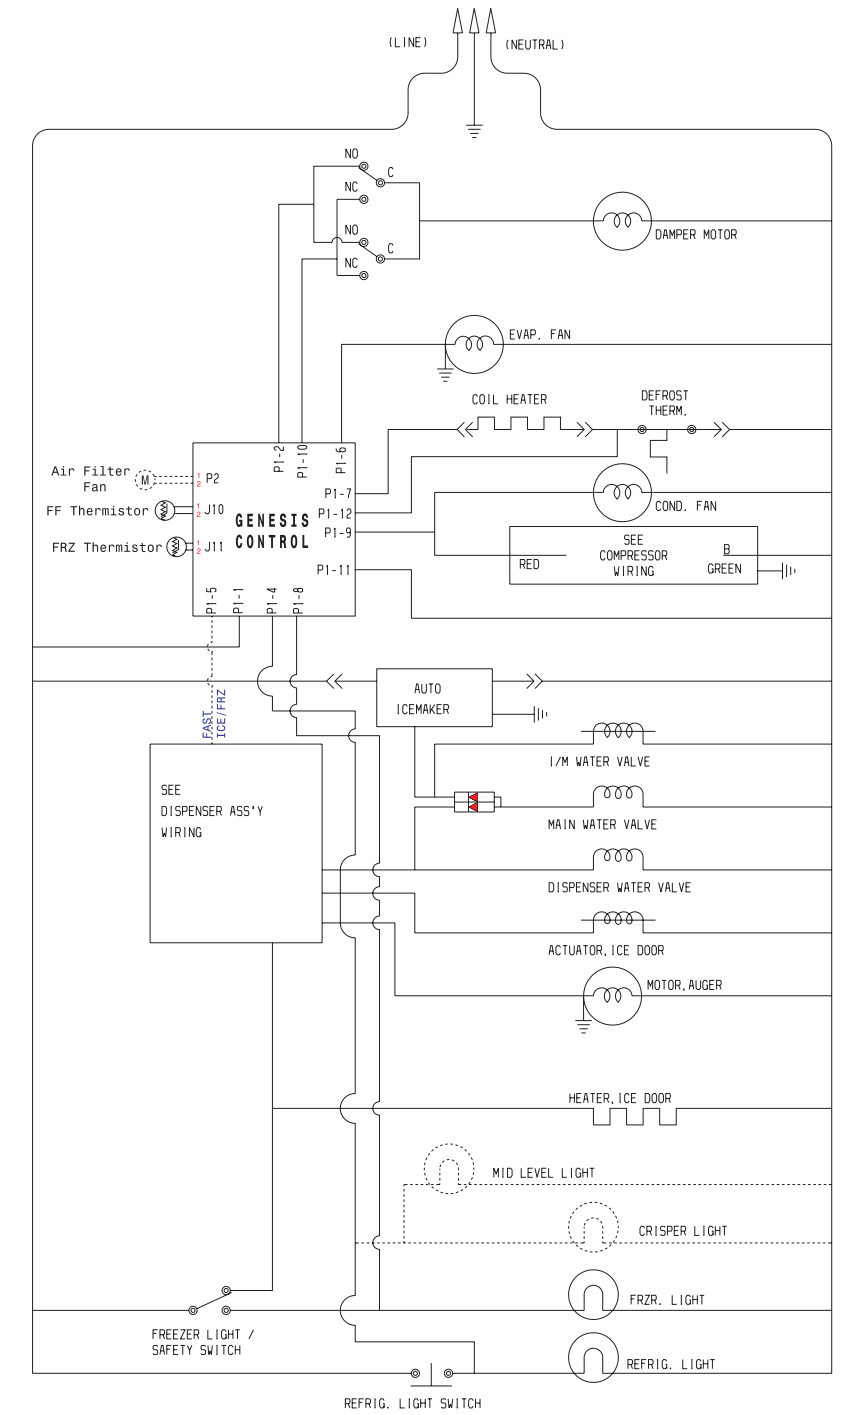 (LINE)
(NEUTRAL)
NO
C
NC
NO
C
NC
DAMPER MOTOR
EVAP. FAN
COIL HEATER
DEFROST
THERM.
P1-2
P1-10
P1-6
Air Filter
Fan
M
1
2
P2
P1-7
FF Thermistor
1
2
J10
P1-12
COND. FAN
GENESIS
CONTROL
P1-9
FRZ Thermistor
1
2
J11
SEE
COMPRESSOR
WIRING
RED
B
GREEN
P1-11
P1-5
P1-1
P1-4
P1-8
AUTO
ICEMAKER
FAST
ICE/FRZ
I/M WATER VALVE
SEE
DISPENSER ASS'Y
WIRING
MAIN WATER VALVE
DISPENSER WATER VALVE
ACTUATOR, ICE DOOR
MOTOR, AUGER
HEATER, ICE DOOR
MID LEVEL LIGHT
CRISPER LIGHT
FRZR. LIGHT
FREEZER LIGHT /
SAFETY SWITCH
REFRIG. LIGHT
REFRIG. LIGHT SWITCH